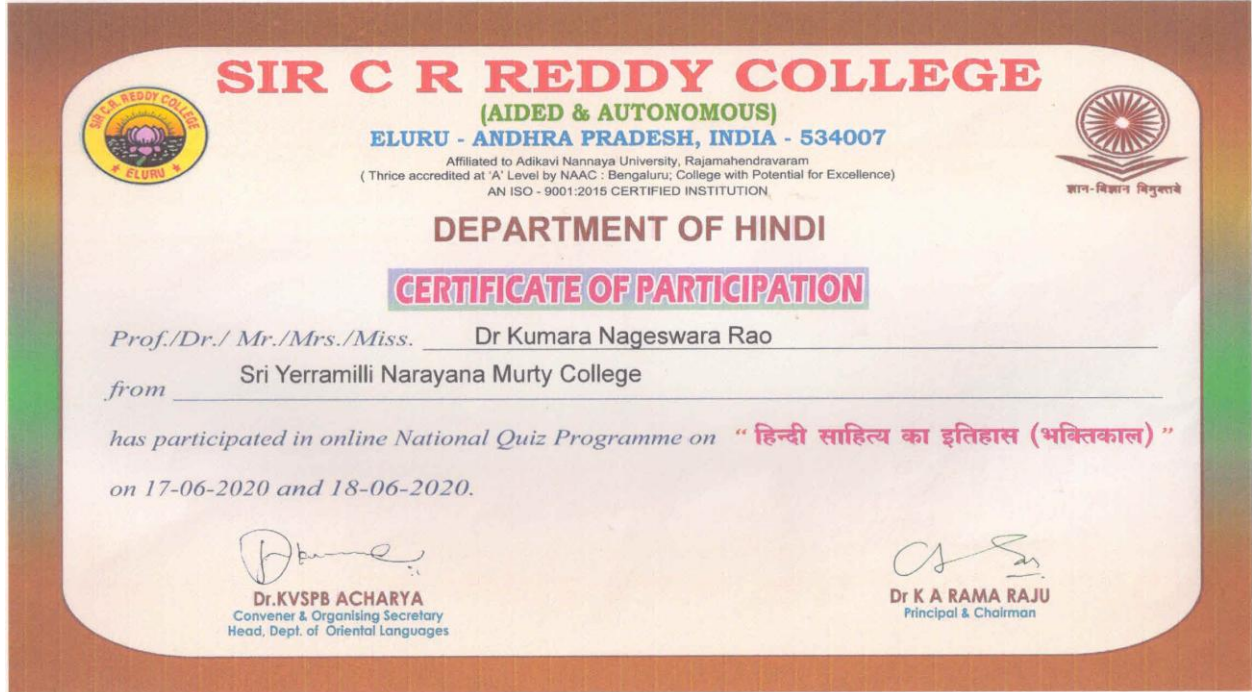 SIR C R REDDY COLLEGE
(AIDED & AUTONOMOUS)
ELURU - ANDHRA PRADESH, INDIA - 534007
Affiliated to Adikavi Nannaya University, Rajamahendravaram
( Thrice accredited at 'A' Level by NAAC : Bengaluru; College with Potential for Excellence)
AN ISO - 9001:2015 CERTIFIED INSTITUTION
SIR C.R. REDDY COLLEGE
★ ELURU ★
ज्ञान-विज्ञान विमुक्तये
DEPARTMENT OF HINDI
CERTIFICATE OF PARTICIPATION
Prof./Dr./ Mr./Mrs./Miss. Dr Kumara Nageswara Rao
from Sri Yerramilli Narayana Murty College
has participated in online National Quiz Programme on “ हिन्दी साहित्य का इतिहास (भक्तिकाल) ”
on 17-06-2020 and 18-06-2020.
Dr.KVSPB ACHARYA
Convener & Organising Secretary
Head, Dept. of Oriental Languages
Dr K A RAMA RAJU
Principal & Chairman